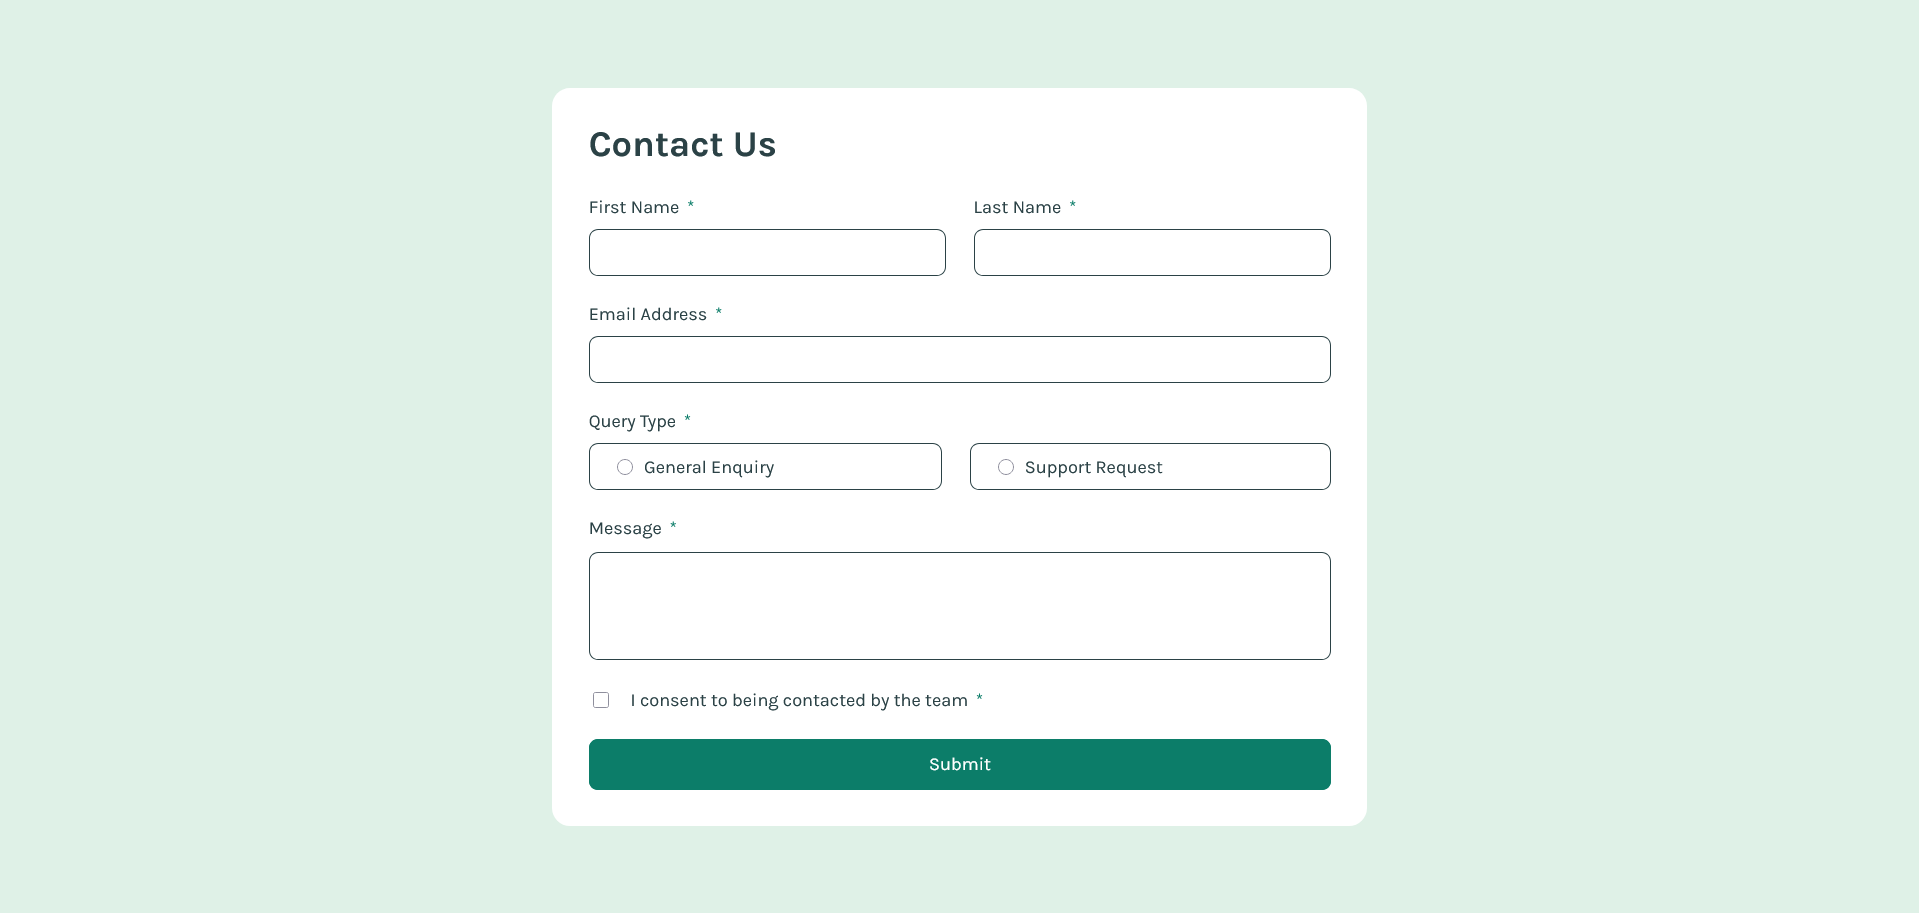 Contact Us
First Name *
Last Name *
Email Address *
Query Type *
General Enquiry
Support Request
Message *
I consent to being contacted by the team *
Submit